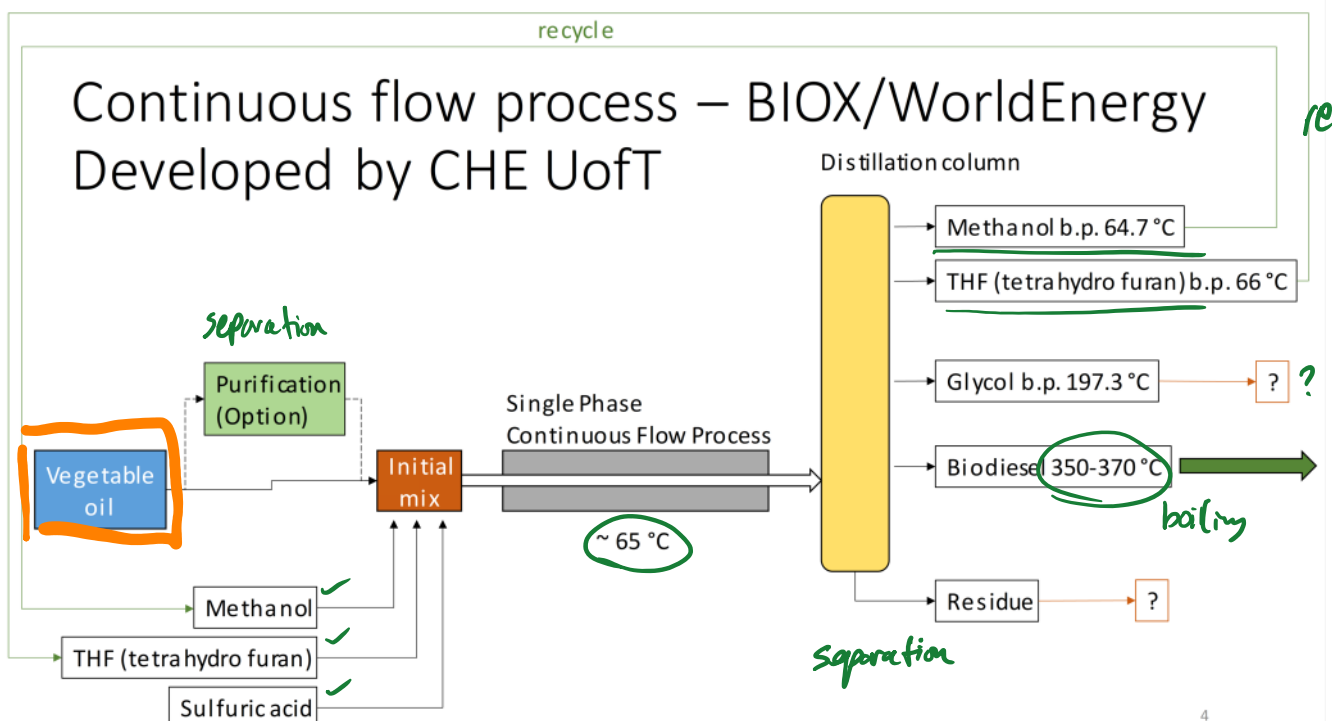 recycle
Continuous flow process – BIOX/WorldEnergy
Developed by CHE UofT
re
Distillation column
Methanol b.p. 64.7 °C
THF (tetrahydro furan) b.p. 66 °C
separation
Purification
(Option)
Glycol b.p. 197.3 °C
?
?
Single Phase
Continuous Flow Process
Vegetable
oil
Initial
mix
Biodiesel 350-370 °C
boiling
~ 65 °C
Methanol
Residue
?
THF (tetrahydro furan)
separation
Sulfuric acid
4